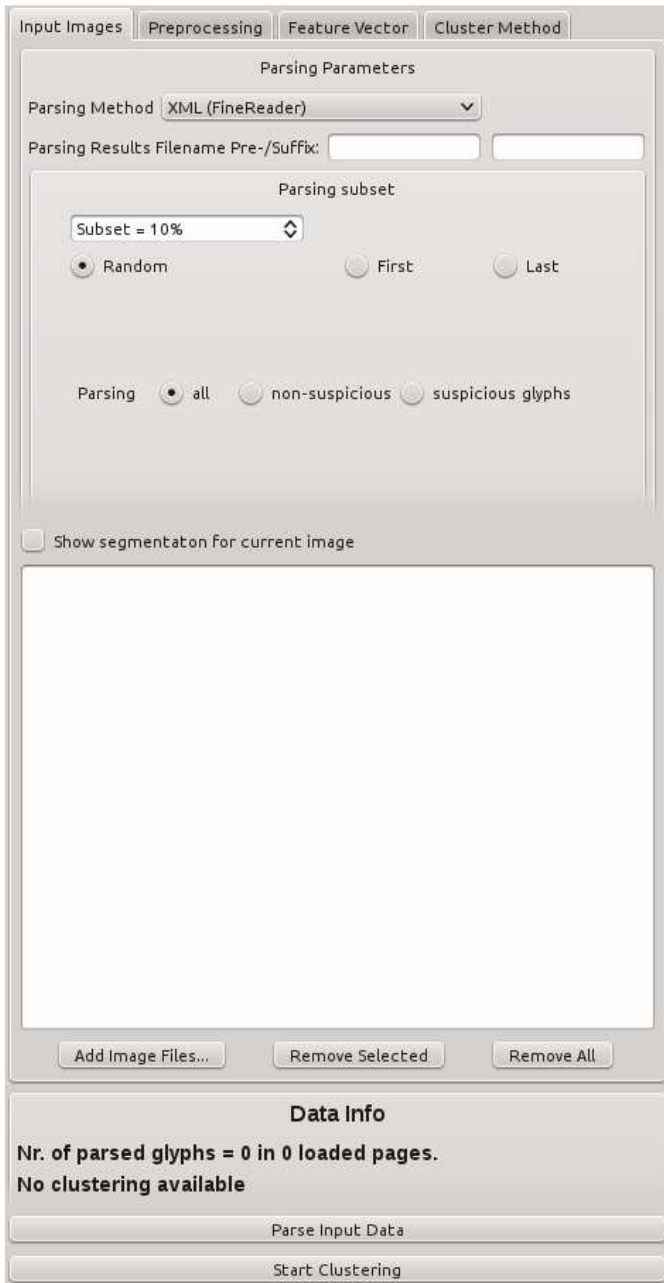 Input Images Preprocessing Feature Vector Cluster Method
Parsing Parameters
Parsing Method XML (FineReader)
Parsing Results Filename Pre-/Suffix:
Parsing subset
Subset = 10%
Random First Last
Parsing all non-suspicious suspicious glyphs
Show segmentaton for current image
Add Image Files... Remove Selected Remove All
Data Info
Nr. of parsed glyphs = 0 in 0 loaded pages.
No clustering available
Parse Input Data
Start Clustering